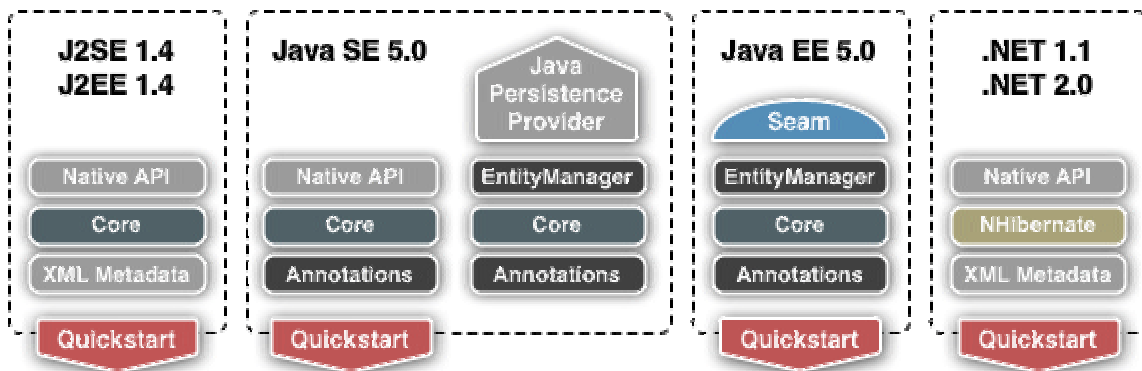 J2SE 1.4
J2EE 1.4
Native API
Core
XML Metadata
Quickstart
Java SE 5.0
Native API
Core
Annotations
Quickstart
Java
Persistence
Provider
EntityManager
Core
Annotations
Java EE 5.0
Seam
EntityManager
Core
Annotations
Quickstart
.NET 1.1
.NET 2.0
Native API
NHibernate
XML Metadata
Quickstart